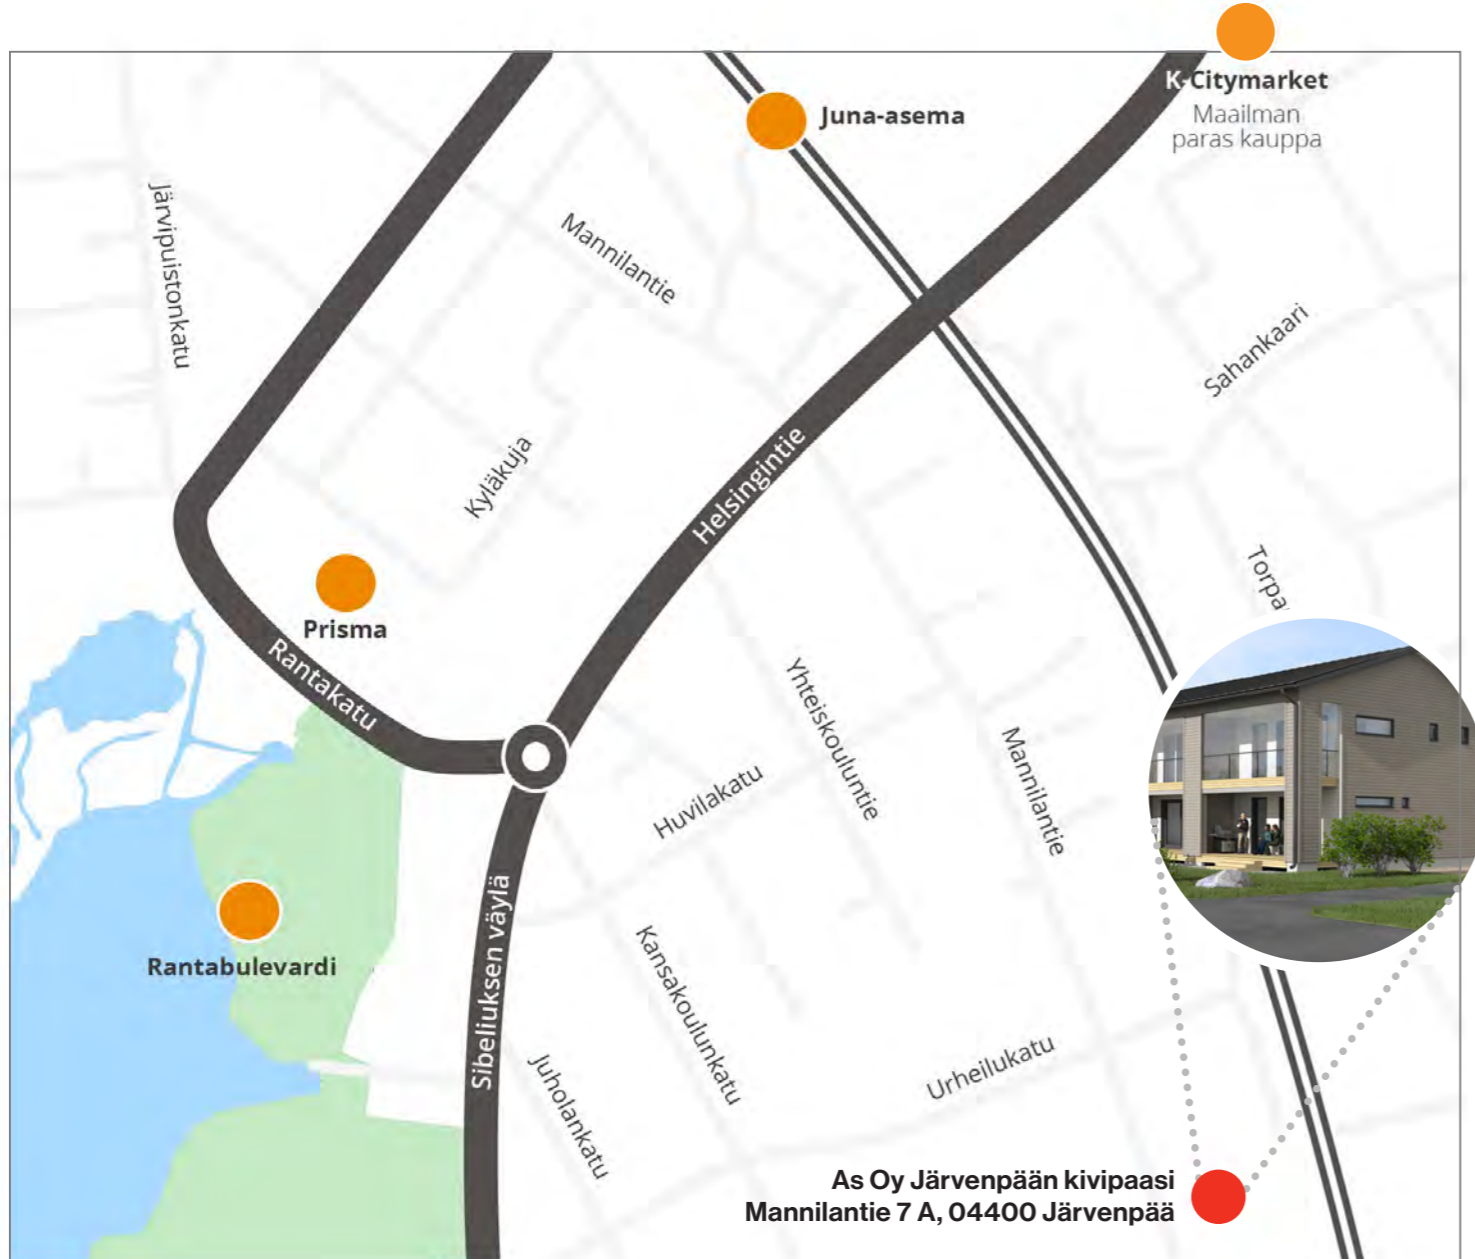 K-Citymarket
Maailman
paras kauppa
Juna-asema
Järvipuistonkatu
Mannilantie
Sahankaari
Kyläkuja
Helsingintie
Torpa
Prisma
Rantakatu
Yhteiskouluntie
Mannilantie
Huvilakatu
Sibeliuksen väylä
Rantabulevardi
Kansakoulunkatu
Juholankatu
Urheilukatu
As Oy Järvenpään kivipaasi
Mannilantie 7 A, 04400 Järvenpää